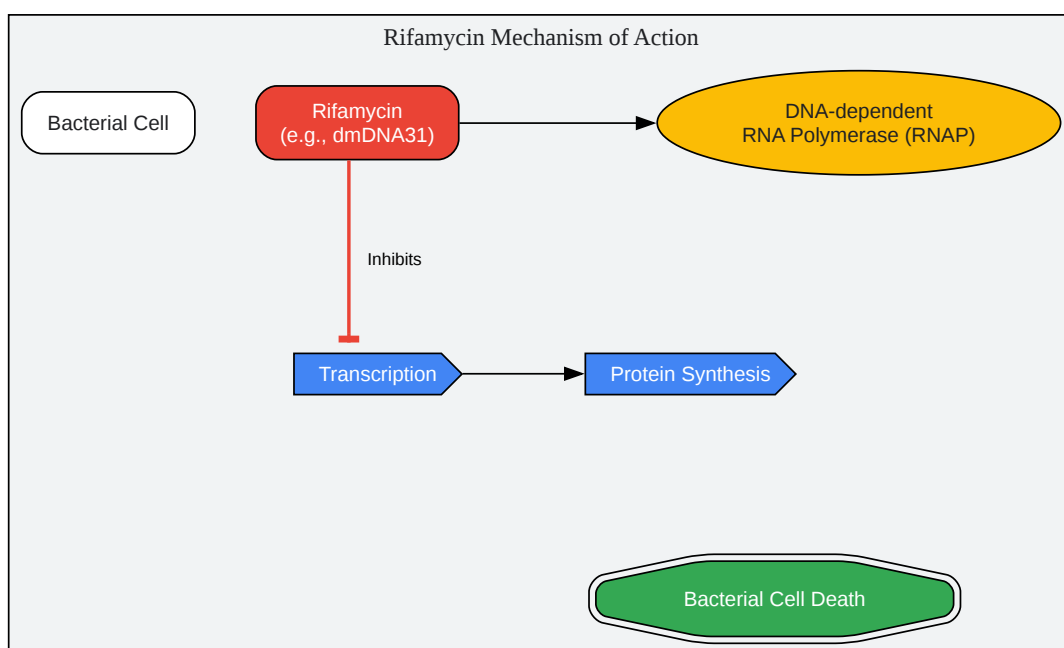 Rifamycin Mechanism of Action
Bacterial Cell
Rifamycin
(e.g., dmDNA31)
DNA-dependent
RNA Polymerase (RNAP)
Inhibits
Transcription
Protein Synthesis
Bacterial Cell Death